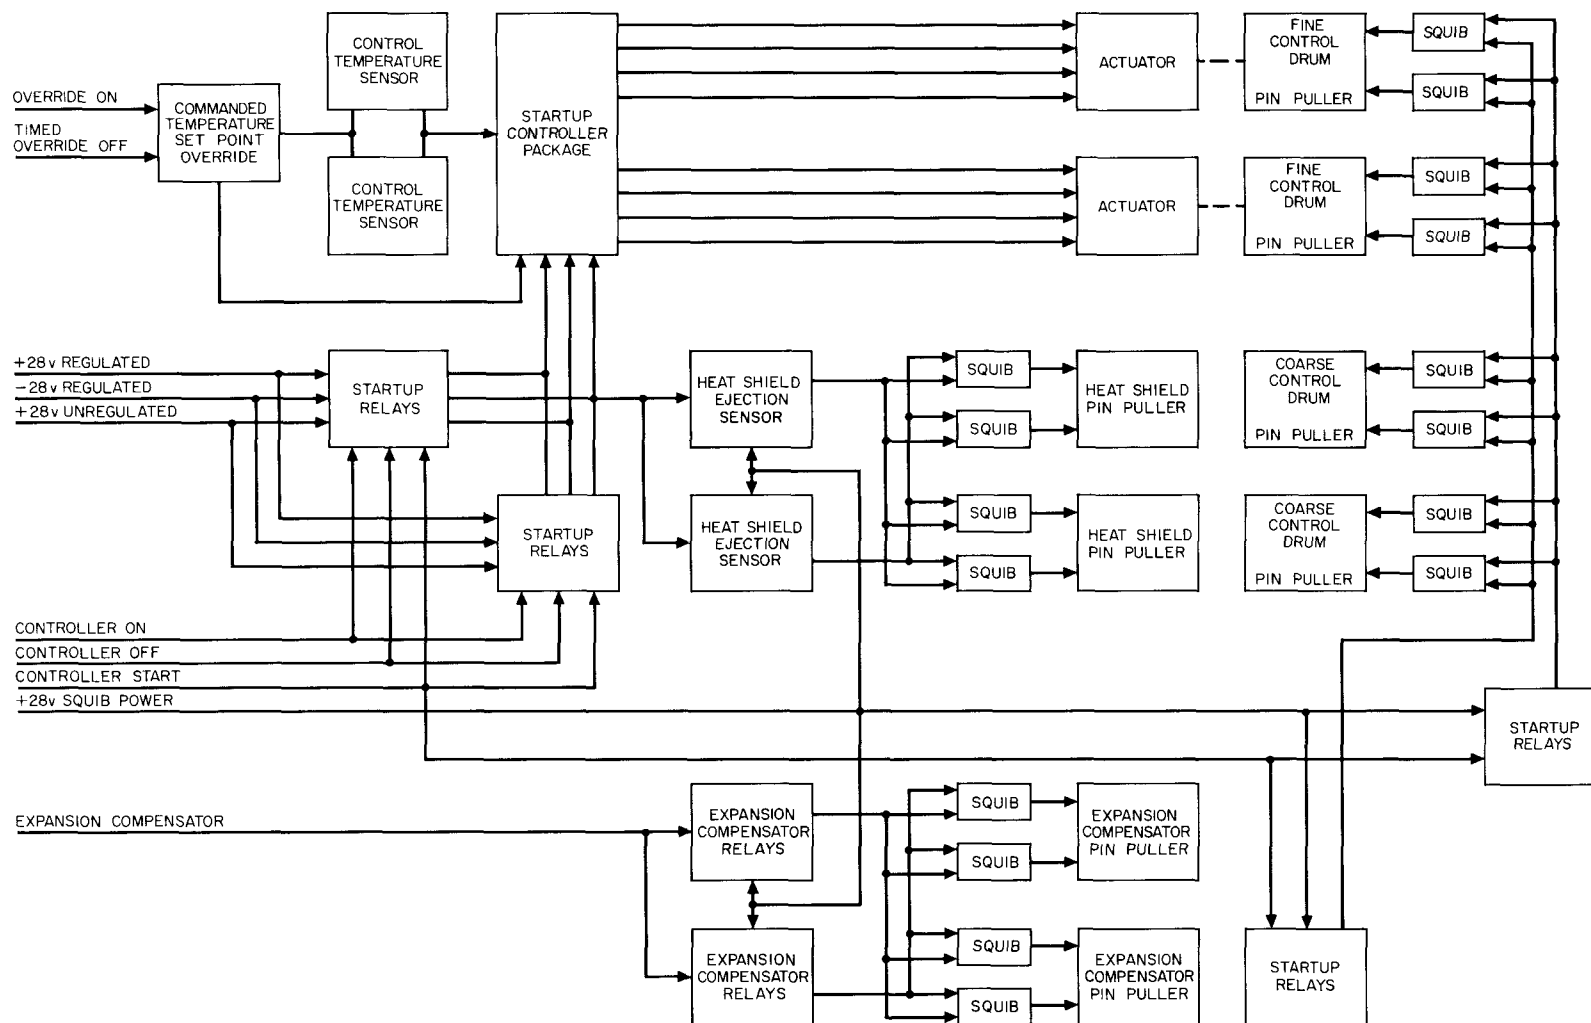 OVERRIDE ON
TIMED
OVERRIDE OFF
COMMANDED
TEMPERATURE
SET POINT
OVERRIDE
CONTROL
TEMPERATURE
SENSOR
CONTROL
TEMPERATURE
SENSOR
STARTUP
CONTROLLER
PACKAGE
ACTUATOR
FINE
CONTROL
DRUM
PIN PULLER
SQUIB
SQUIB
ACTUATOR
FINE
CONTROL
DRUM
PIN PULLER
SQUIB
SQUIB
+28v REGULATED
-28v REGULATED
+28v UNREGULATED
STARTUP
RELAYS
HEAT SHIELD
EJECTION
SENSOR
SQUIB
SQUIB
HEAT SHIELD
PIN PULLER
COARSE
CONTROL
DRUM
PIN PULLER
SQUIB
SQUIB
STARTUP
RELAYS
HEAT SHIELD
EJECTION
SENSOR
SQUIB
SQUIB
HEAT SHIELD
PIN PULLER
COARSE
CONTROL
DRUM
PIN PULLER
SQUIB
SQUIB
CONTROLLER ON
CONTROLLER OFF
CONTROLLER START
+28v SQUIB POWER
STARTUP
RELAYS
EXPANSION COMPENSATOR
EXPANSION
COMPENSATOR
RELAYS
SQUIB
SQUIB
EXPANSION
COMPENSATOR
PIN PULLER
EXPANSION
COMPENSATOR
RELAYS
SQUIB
SQUIB
EXPANSION
COMPENSATOR
PIN PULLER
STARTUP
RELAYS